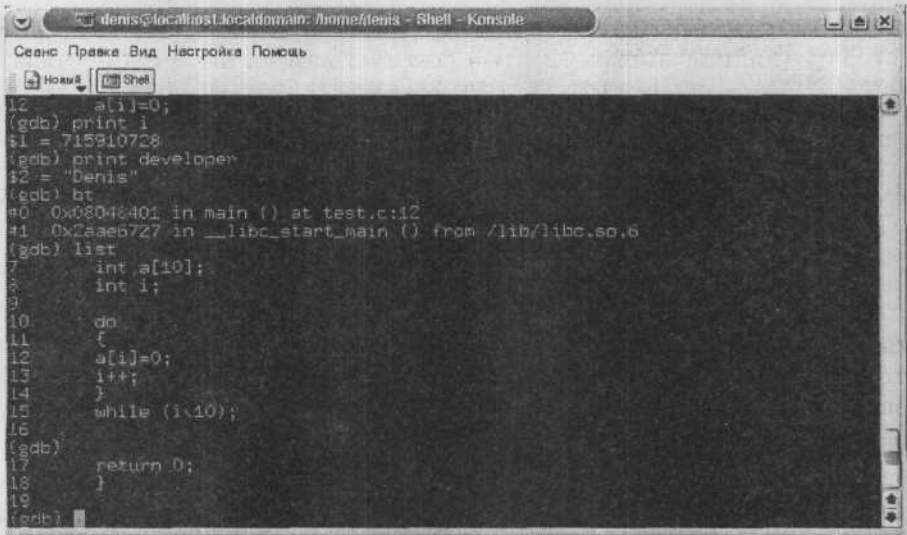 denis@localhost.localdomain: /home/denis - Shell - Konsole
Сеанс Правка Вид Настройка Помощь
Новый Shell
12 a[i]=0;
(gdb) print i
$1 = 715910728
(gdb) print developer
$2 = "Denis"
(gdb) bt
#0 0x08048401 in main () at test.c:12
#1 0x2aae6727 in __libc_start_main () from /lib/libc.so.6
(gdb) list
7 int a[10];
8 int i;
9
10 do
11 {
12 a[i]=0;
13 i++;
14 }
15 while (i<10);
16
(gdb)
17 return 0;
18 }
19
(gdb)